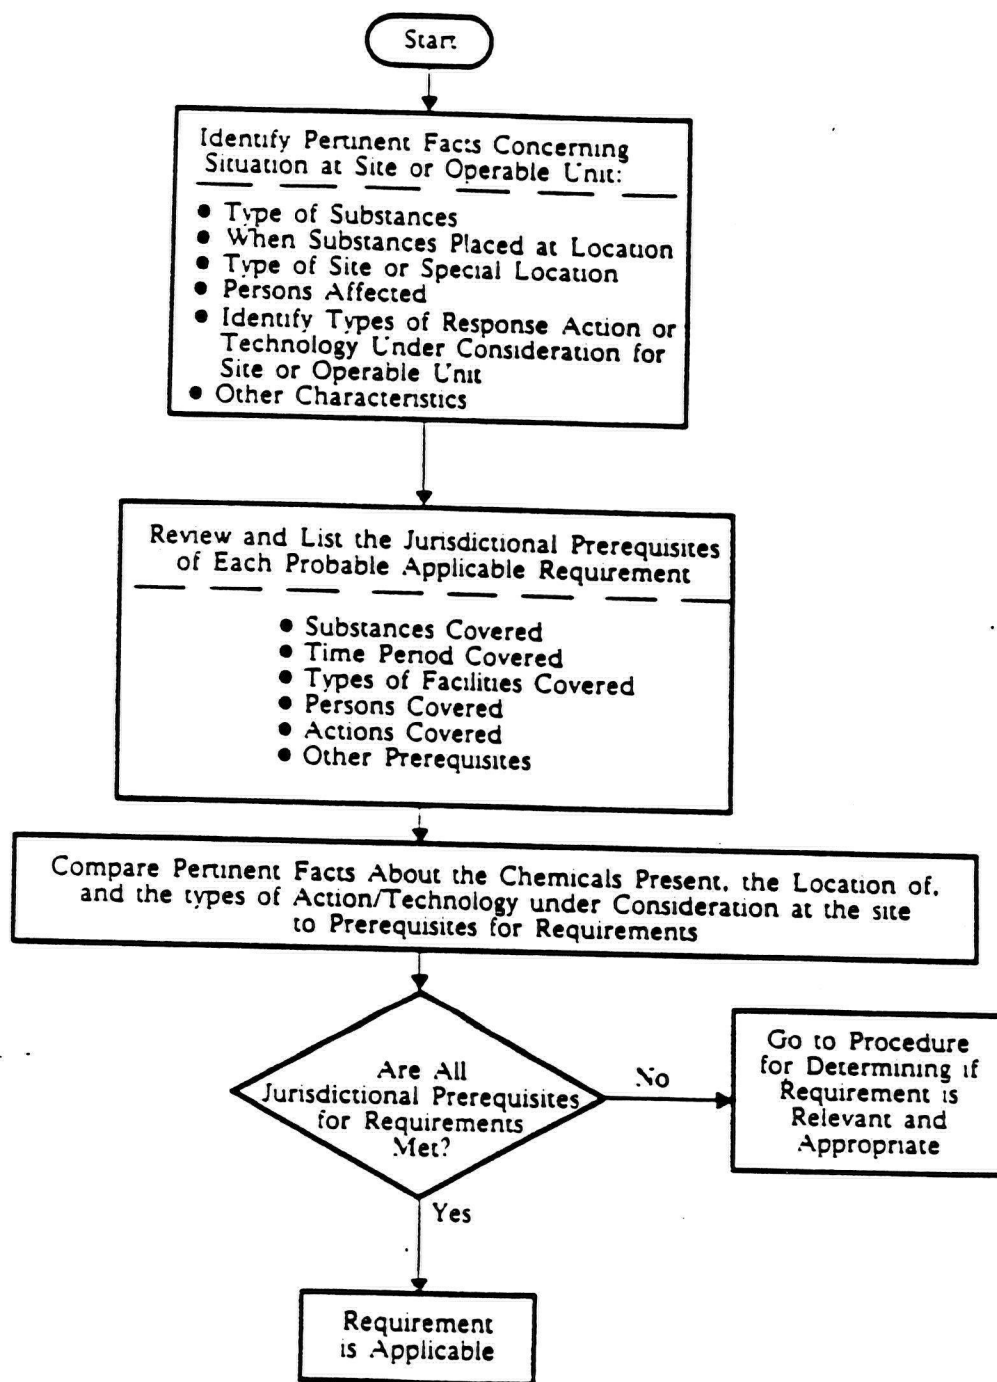 Start
Identify Pertinent Facts Concerning
Situation at Site or Operable Unit:
● Type of Substances
● When Substances Placed at Location
● Type of Site or Special Location
● Persons Affected
● Identify Types of Response Action or
Technology Under Consideration for
Site or Operable Unit
● Other Characteristics
Review and List the Jurisdictional Prerequisites
of Each Probable Applicable Requirement
● Substances Covered
● Time Period Covered
● Types of Facilities Covered
● Persons Covered
● Actions Covered
● Other Prerequisites
Compare Pertinent Facts About the Chemicals Present, the Location of,
and the types of Action/Technology under Consideration at the site
to Prerequisites for Requirements
Are All
Jurisdictional Prerequisites
for Requirements
Met?
No
Go to Procedure
for Determining if
Requirement is
Relevant and
Appropriate
Yes
Requirement
is Applicable